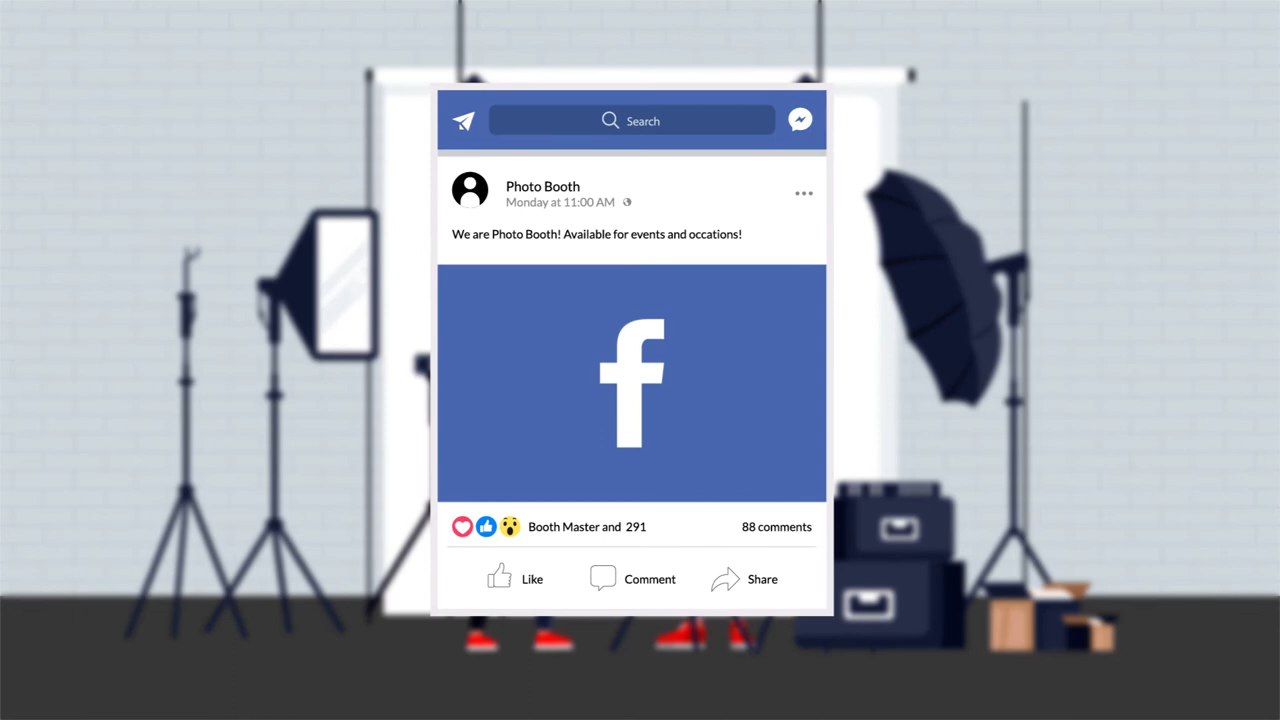 Search
Photo Booth
Monday at 11:00 AM
We are Photo Booth! Available for events and occations!
f
Booth Master and 291
88 comments
Like
Comment
Share